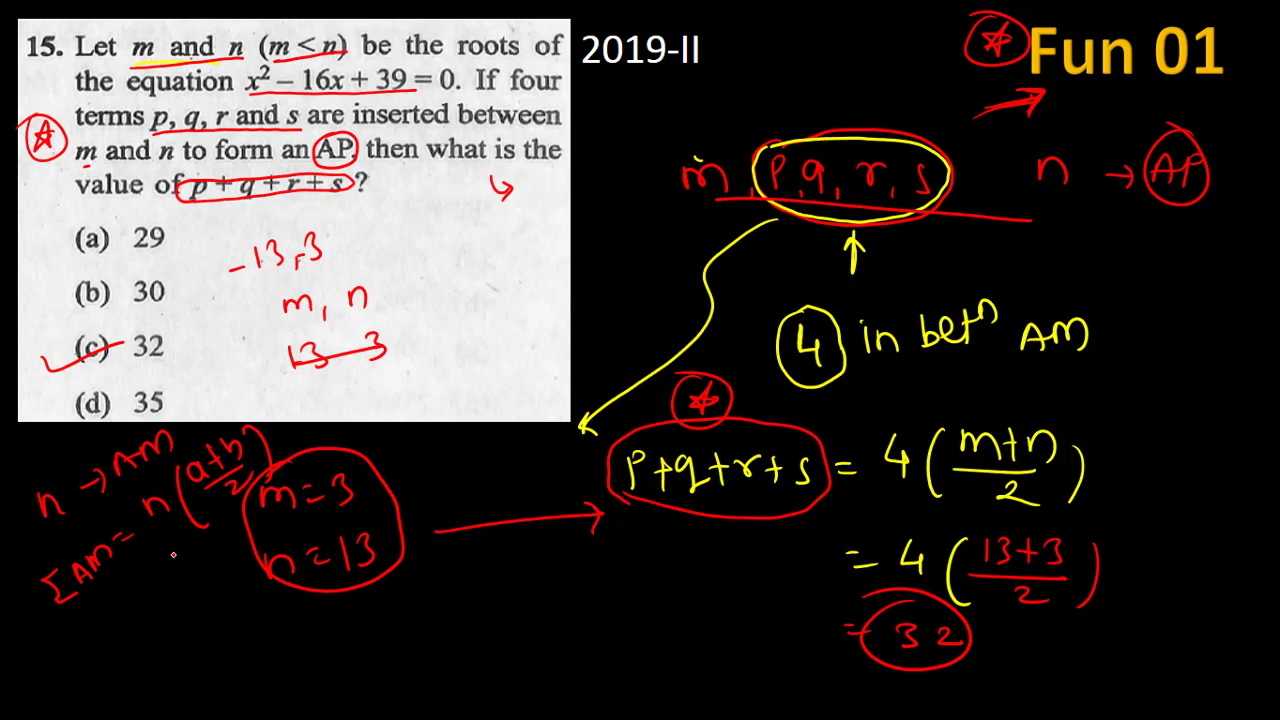 15. Let m and n (m < n) be the roots of
the equation x² – 16x + 39 = 0. If four
terms p, q, r and s are inserted between
m and n to form an AP, then what is the
value of p + q + r + s ?
(a) 29
(b) 30
(c) 32
(d) 35
-13, -3
m, n
13 3
2019-II
Fun 01
m, p, q, r, s n → AP
4 in betⁿ AM
p+q+r+s = 4 (m+n/2)
= 4 (13+3/2)
= 32
n → AM
ΣAM = n (a+b/2)
m = 3
n = 13